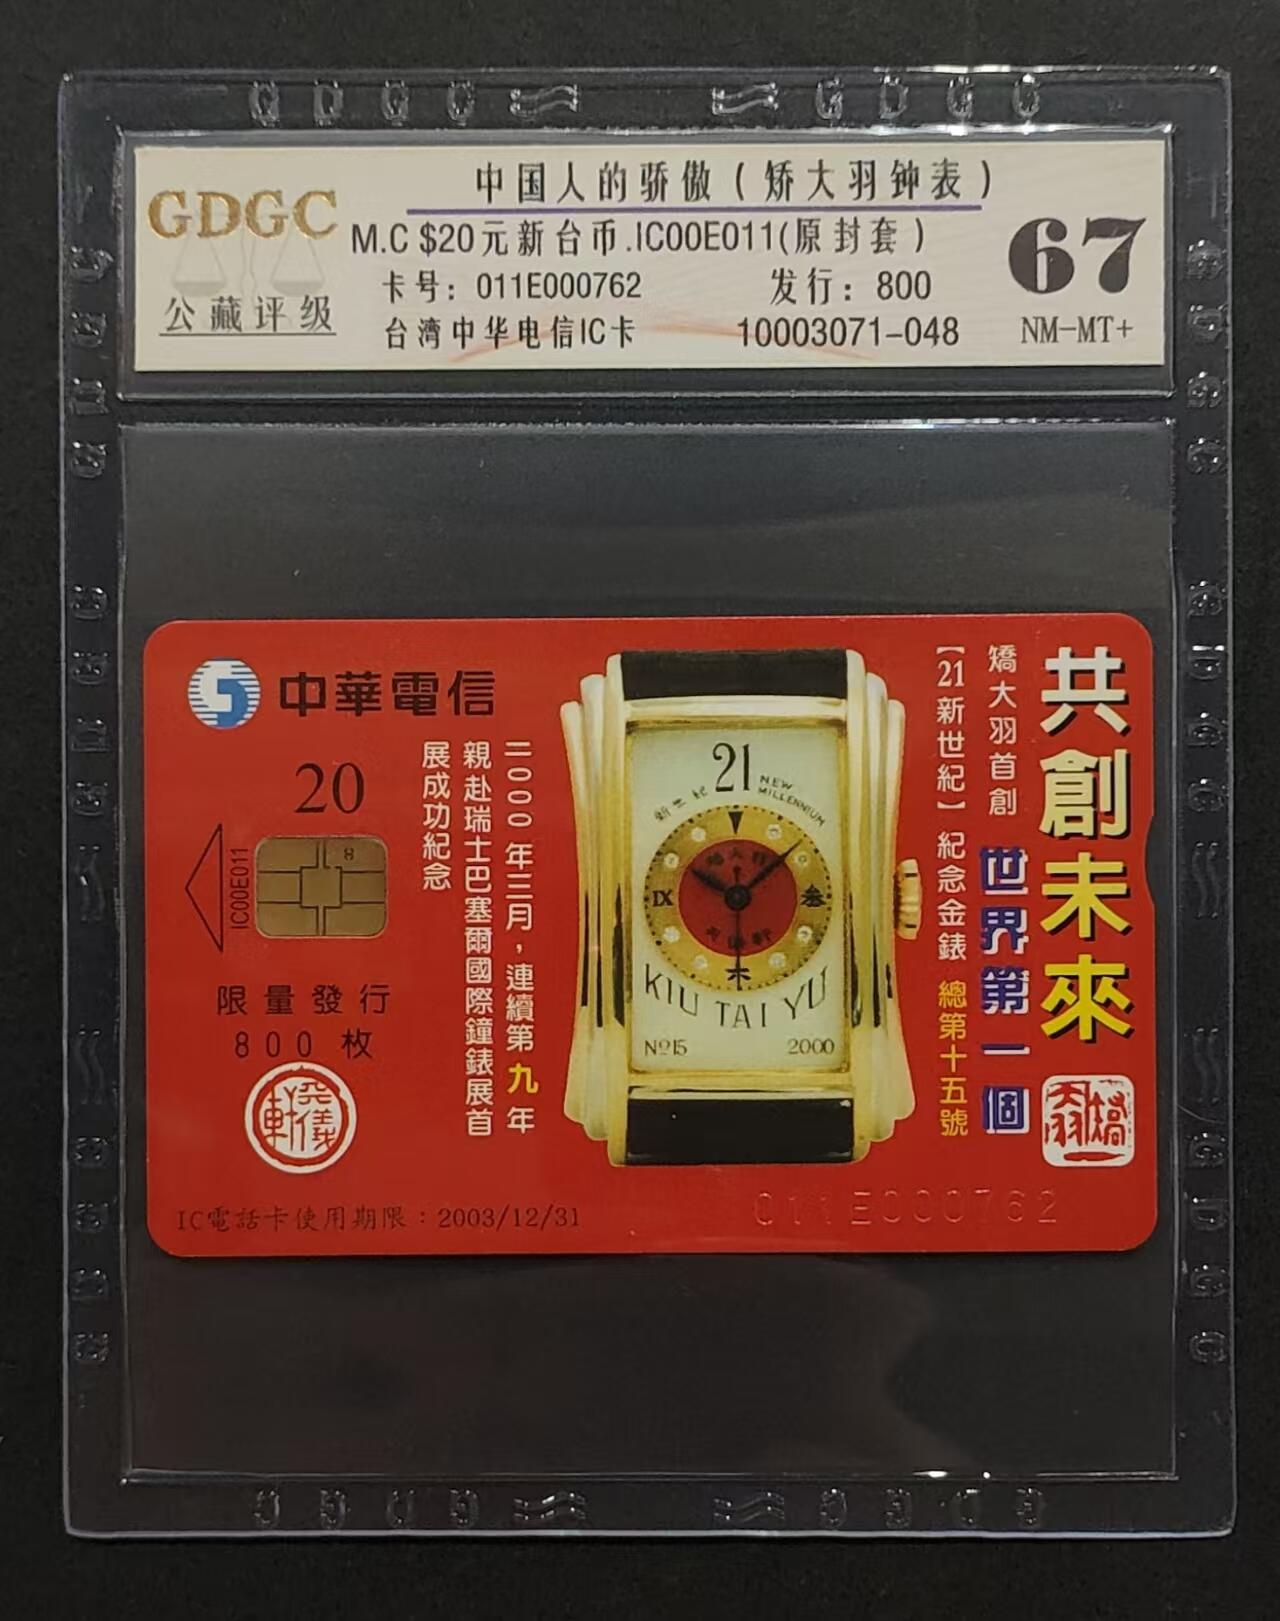 GDGC
公藏评级
中国人的骄傲（矫大羽钟表）
M.C $20元新台币.IC00E011(原封套)
卡号：011E000762 发行：800
台湾中华电信IC卡 10003071-048
67
NM-MT+
中華電信
20
IC00E011
8
限量發行
800 枚
IC電話卡使用期限：2003/12/31
011E000762
共創未來
矯大羽首創 世界第一個
【21新世紀】紀念金錶 總第十五號
二000年三月，連續第九年
親赴瑞士巴塞爾國際鐘錶展首
展成功紀念
21
新世紀
NEW
MILLENNIUM
IX
KIU TAI YU
Nº15 2000